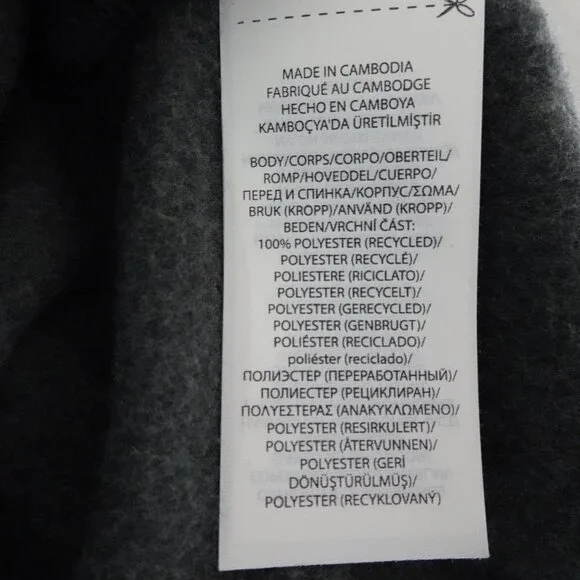 MADE IN CAMBODIA
FABRIQUÉ AU CAMBODGE
HECHO EN CAMBOYA
KAMBOÇYA'DA ÜRETİLMİŞTİR
BODY/CORPS/CORPO/OBERTEIL/
ROMP/HOVEDDEL/CUERPO/
ПЕРЕД И СПИНКА/КОРПУС/ΣΩΜΑ/
BRUK (KROPP)/ANVÄND (KROPP)/
BEDEN/VRCHNÍ ČÁST:
100% POLYESTER (RECYCLED)/
POLYESTER (RECYCLÉ)/
POLIESTERE (RICICLATO)/
POLYESTER (RECYCELT)/
POLYESTER (GERECYCLED)/
POLYESTER (GENBRUGT)/
POLIÉSTER (RECICLADO)/
poliéster (reciclado)/
ПОЛИЭСТЕР (ПЕРЕРАБОТАННЫЙ)/
ПОЛИЕСТЕР (РЕЦИКЛИРАН)/
ΠΟΛΥΕΣΤΕΡΑΣ (ΑΝΑΚΥΚΛΩΜΕΝΟ)/
POLYESTER (RESIRKULERT)/
POLYESTER (ÅTERVUNNEN)/
POLYESTER (GERİ
DÖNÜŞTÜRÜLMÜŞ)/
POLYESTER (RECYKLOVANÝ)